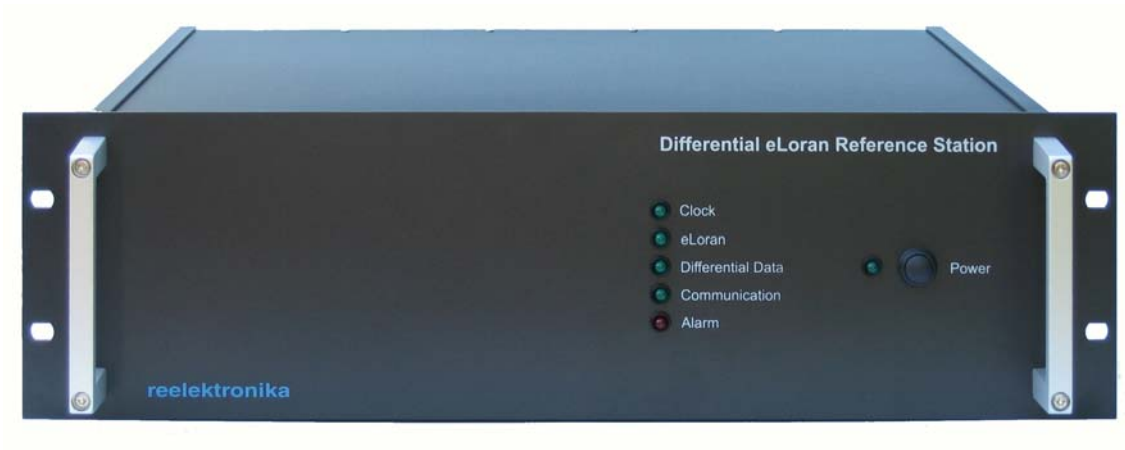 Differential eLoran Reference Station
Clock
eLoran
Differential Data
Communication
Alarm
Power
reelektronika